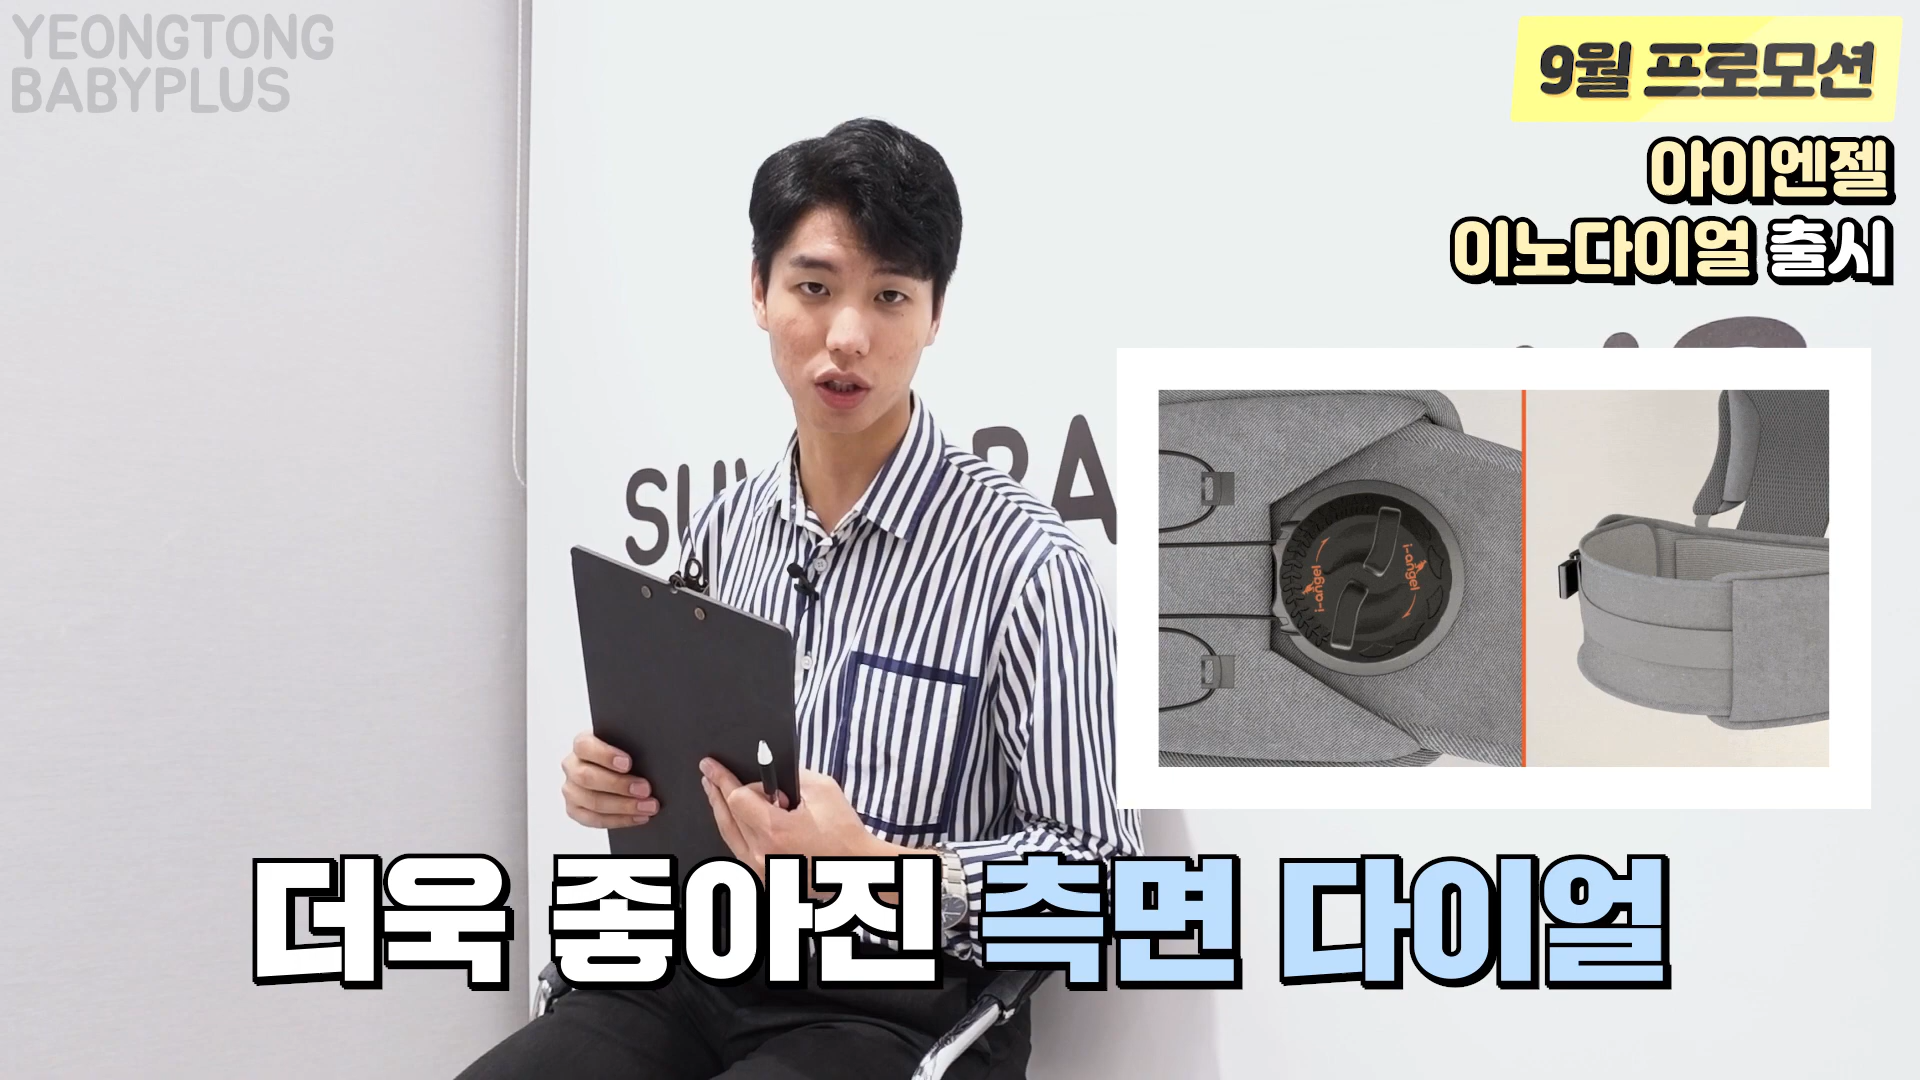 YEONGTONG
BABYPLUS
9월 프로모션
아이엔젤
이노다이얼 출시
i-angel
i-angel
더욱 좋아진 측면 다이얼